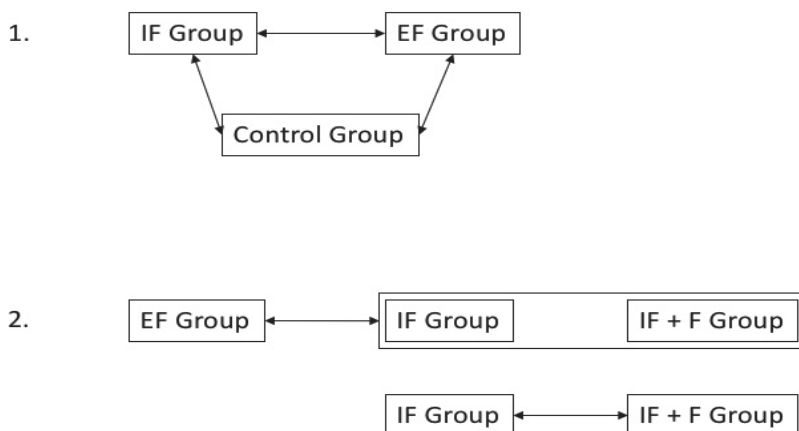 1. IF Group EF Group
Control Group
2. EF Group IF Group IF + F Group
IF Group IF + F Group